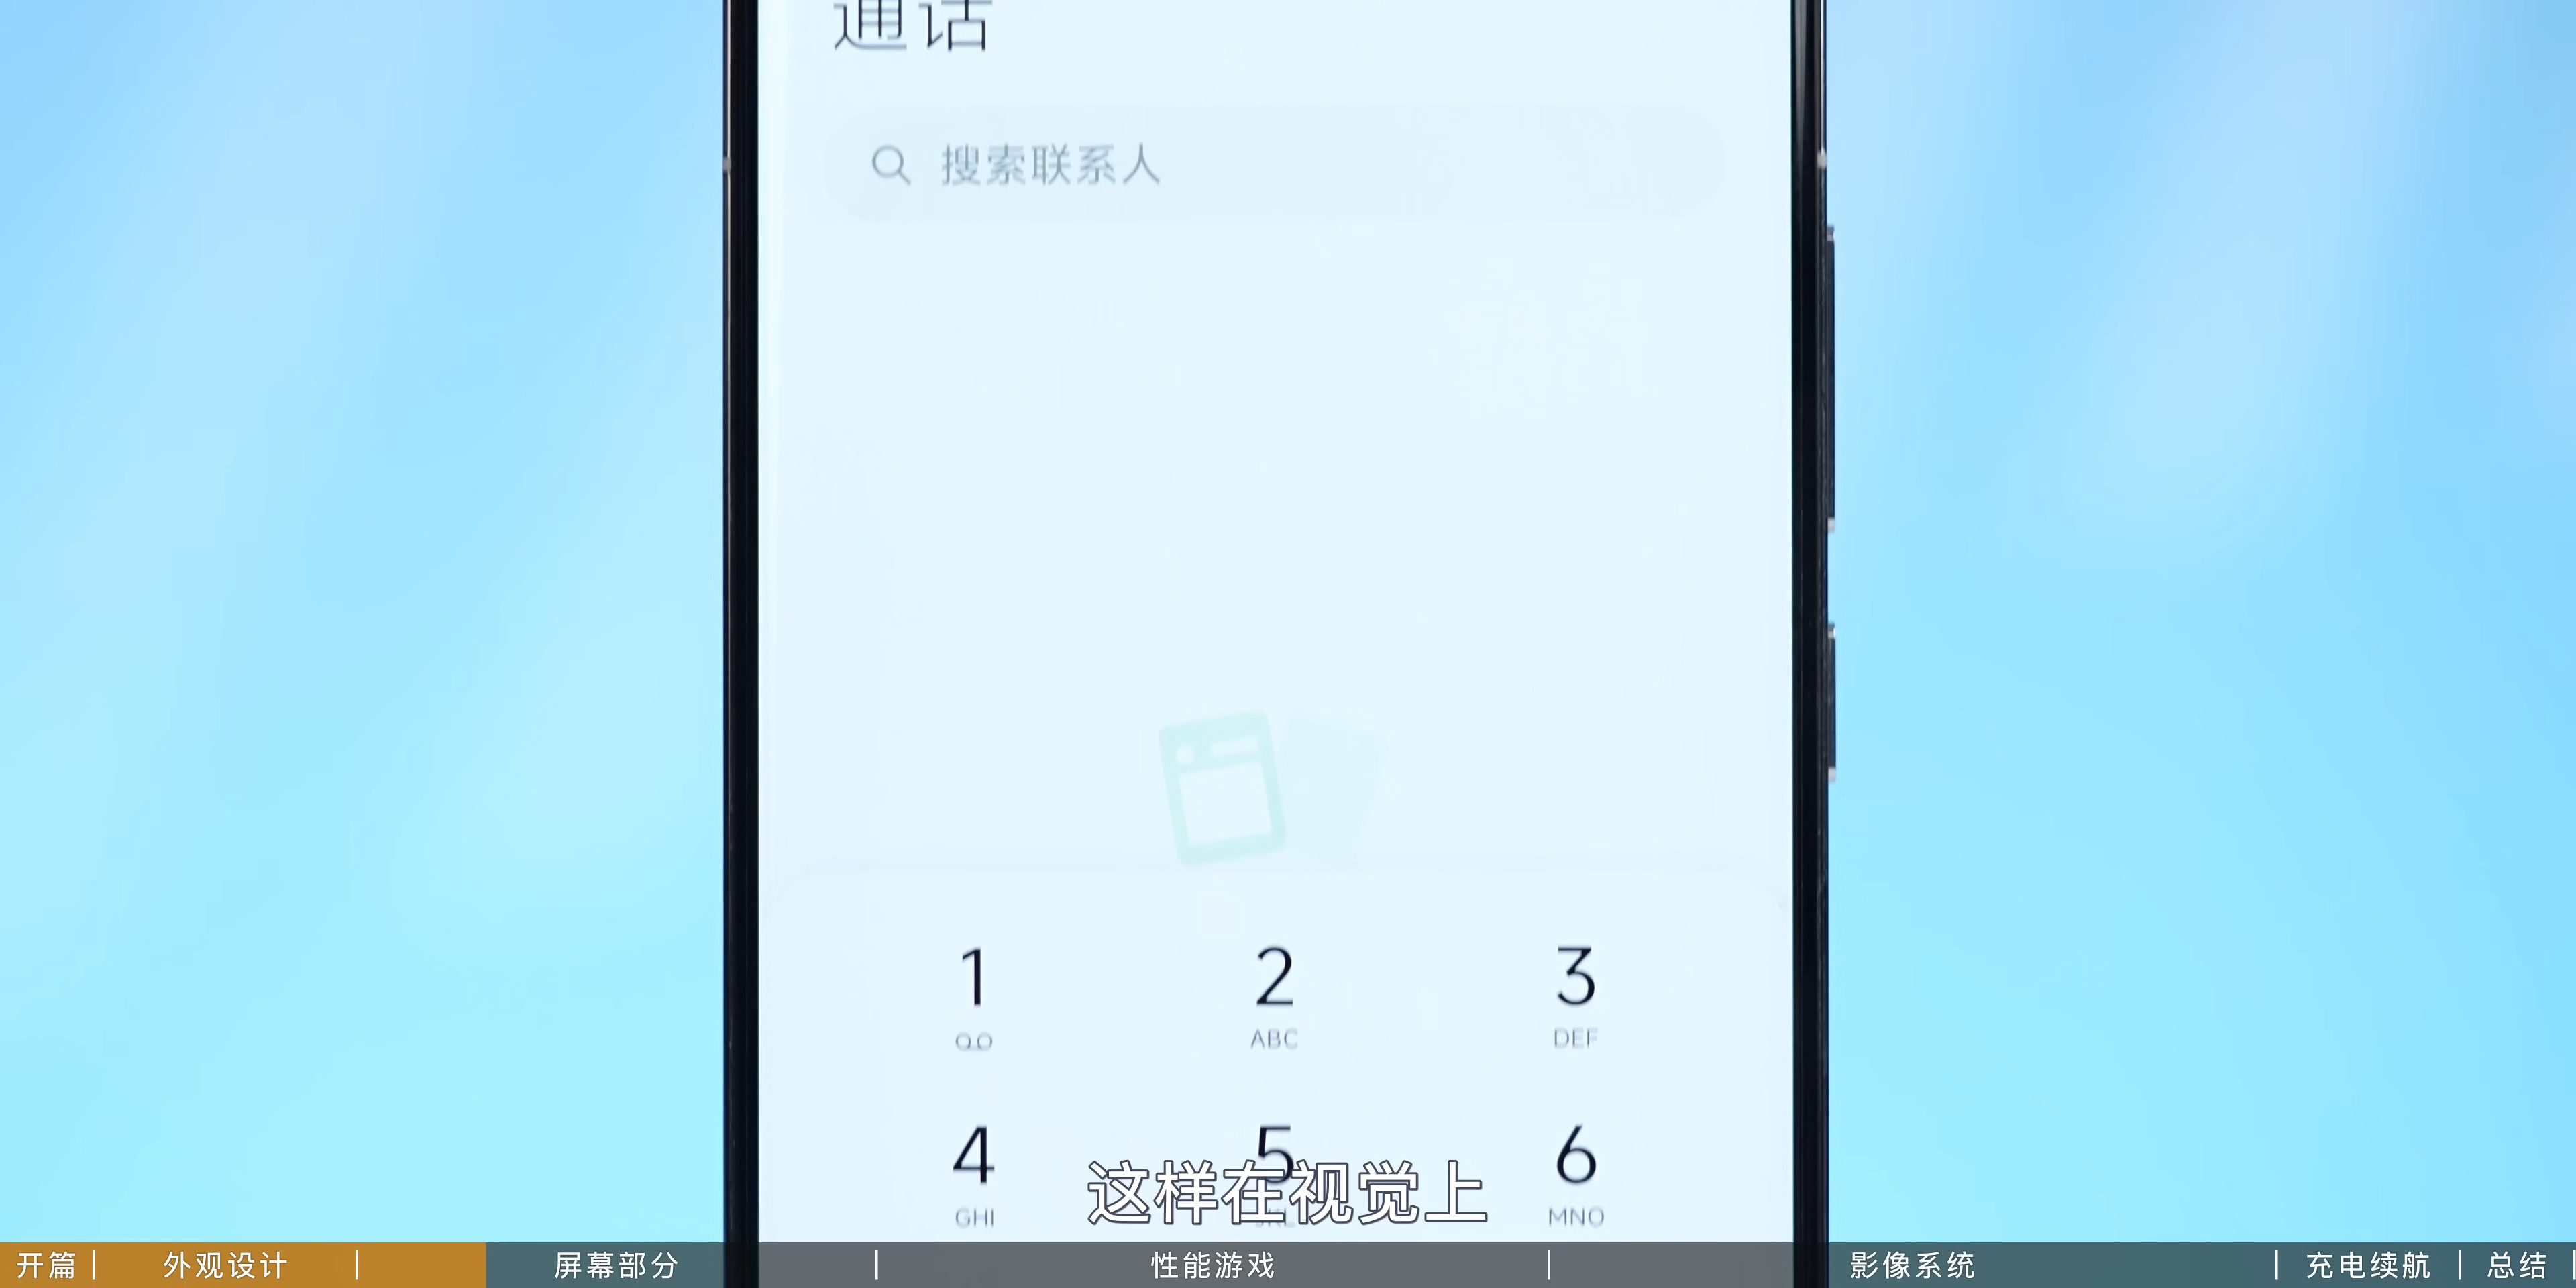 通话
搜索联系人
1 2 3
ABC DEF
4 5 6
GHI MNO
这样在视觉上
开篇 | 外观设计 | 屏幕部分 | 性能游戏 | 影像系统 | 充电续航 | 总结